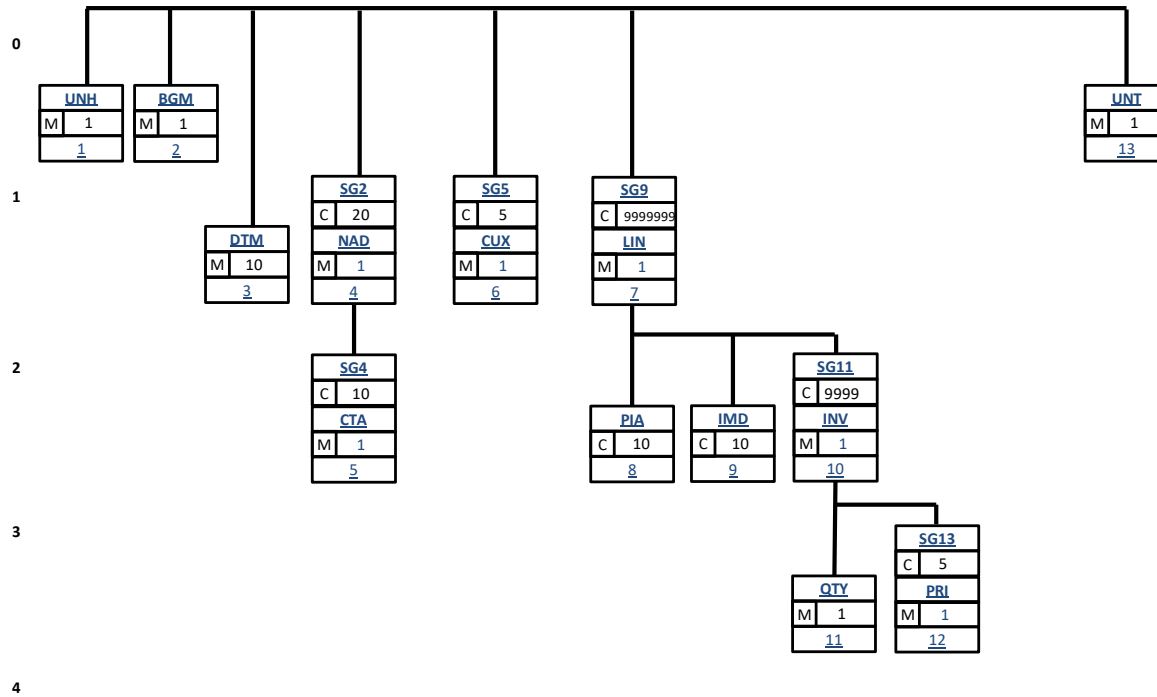 0
UNH
M 1
1
BGM
M 1
2
UNT
M 1
13
1
DTM
M 10
3
SG2
C 20
NAD
M 1
4
SG5
C 5
CUX
M 1
6
SG9
C 9999999
LIN
M 1
7
2
SG4
C 10
CTA
M 1
5
PIA
C 10
8
IMD
C 10
9
SG11
C 9999
INV
M 1
10
3
QTY
M 1
11
SG13
C 5
PRI
M 1
12
4